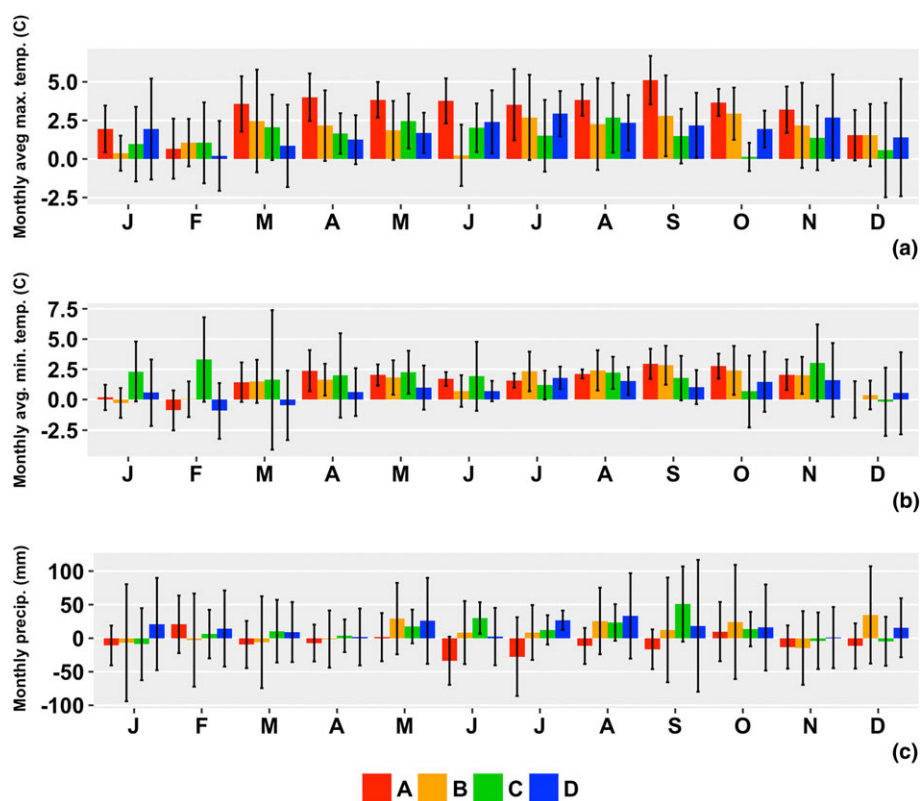 Monthly aveg max. temp. (C)
5.0
2.5
0.0
-2.5
J F M A M J J A S O N D
(a)
Monthly avg. min. temp. (C)
7.5
5.0
2.5
0.0
-2.5
J F M A M J J A S O N D
(b)
Monthly precip. (mm)
100
50
0
-50
-100
J F M A M J J A S O N D
(c)
A B C D